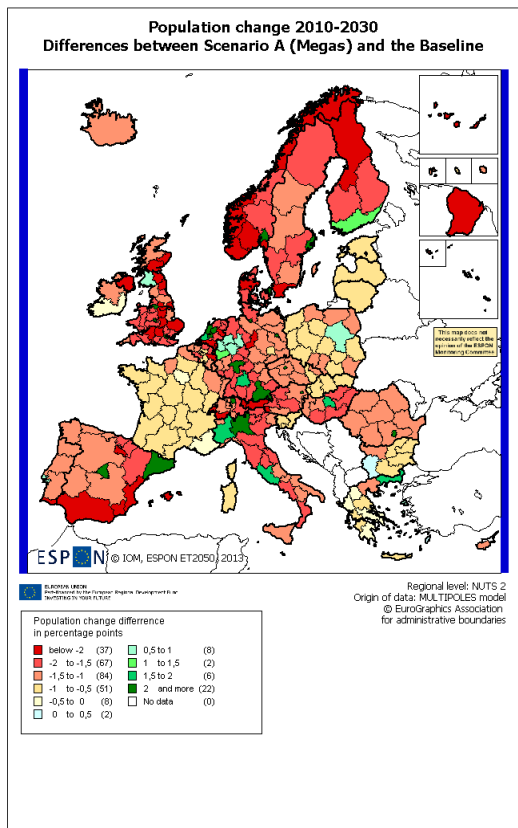 Population change 2010-2030
Differences between Scenario A (Megas) and the Baseline
This map does not
necessarily reflect the
opinion of the ESPON
Monitoring Committee
ESPON © IOM, ESPON ET2050, 2013
EUROPEAN UNION
Part-financed by the European Regional Development Fund
INVESTING IN YOUR FUTURE
Regional level: NUTS 2
Origin of data: MULTIPOLES model
© EuroGraphics Association
for administrative boundaries
Population change difference
in percentage points
below -2 (37)
-2 to -1,5 (67)
-1,5 to -1 (84)
-1 to -0,5 (51)
-0,5 to 0 (8)
0 to 0,5 (2)
0,5 to 1 (8)
1 to 1,5 (2)
1,5 to 2 (6)
2 and more (22)
No data (0)